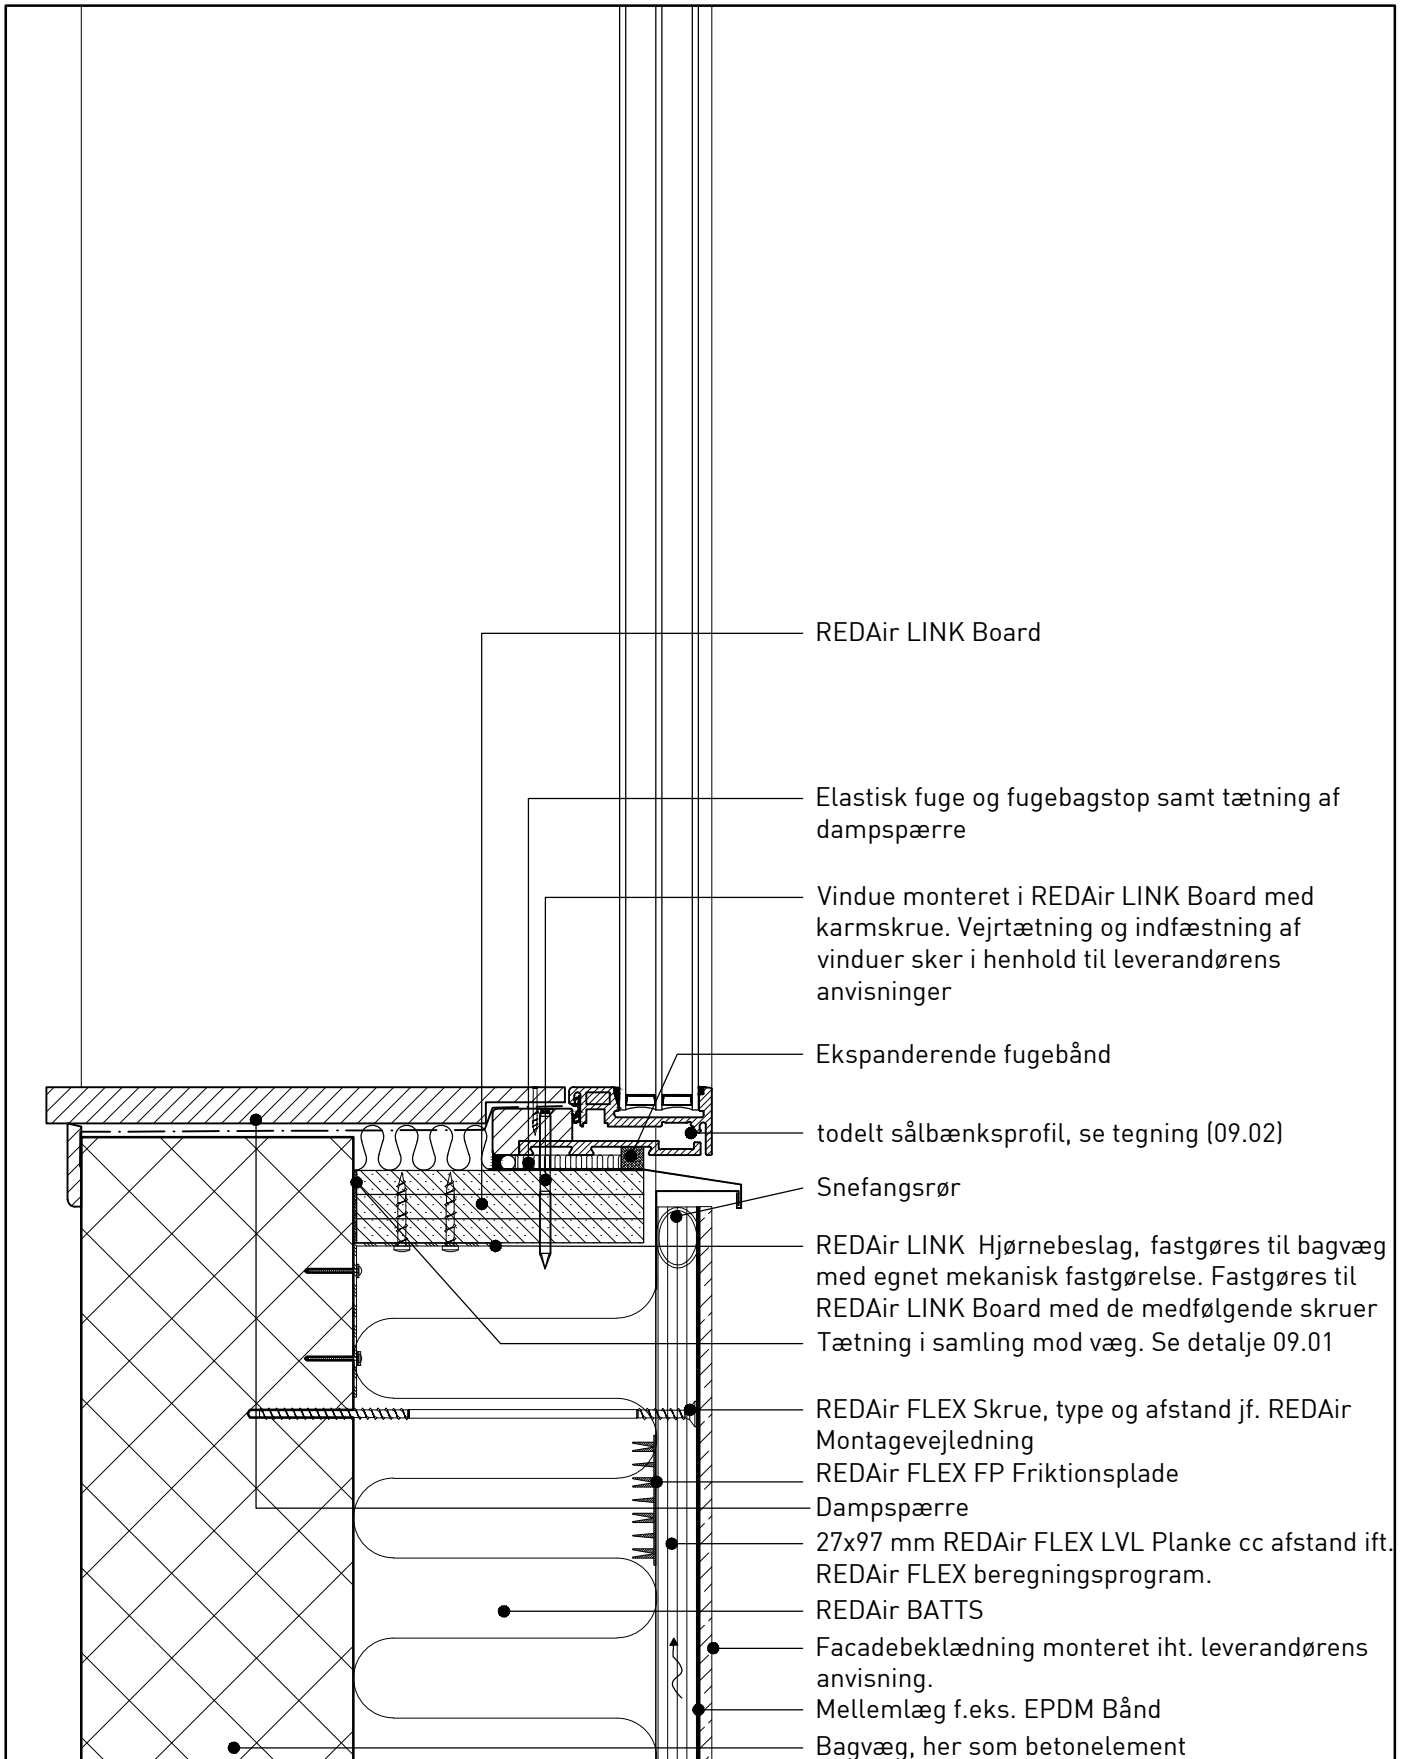 REDAir LINK Board
Elastisk fuge og fugebagstop samt tætning af
dampspærre
Vindue monteret i REDAir LINK Board med
karmskrue. Vejrtætning og indfæstning af
vinduer sker i henhold til leverandørens
anvisninger
Ekspanderende fugebånd
todelt sålbænksprofil, se tegning (09.02)
Snefangsrør
REDAir LINK Hjørnebeslag, fastgøres til bagvæg
med egnet mekanisk fastgørelse. Fastgøres til
REDAir LINK Board med de medfølgende skruer
Tætning i samling mod væg. Se detalje 09.01
REDAir FLEX Skrue, type og afstand jf. REDAir
Montagevejledning
REDAir FLEX FP Friktionsplade
Dampspærre
27x97 mm REDAir FLEX LVL Planke cc afstand ift.
REDAir FLEX beregningsprogram.
REDAir BATTS
Facadebeklædning monteret iht. leverandørens
anvisning.
Mellemlæg f.eks. EPDM Bånd
Bagvæg, her som betonelement